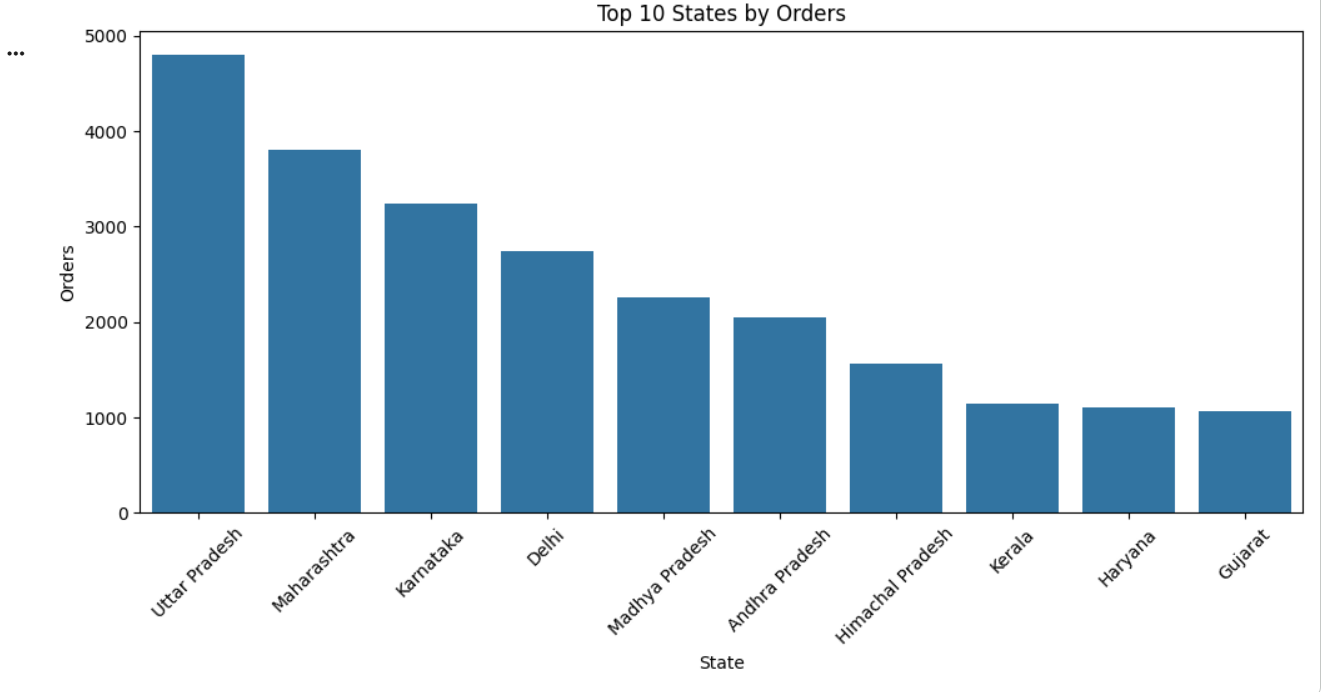 Top 10 States by Orders
...
5000
4000
3000
2000
1000
0
Orders
Uttar Pradesh
Maharashtra
Karnataka
Delhi
Madhya Pradesh
Andhra Pradesh
Himachal Pradesh
Kerala
Haryana
Gujarat
State